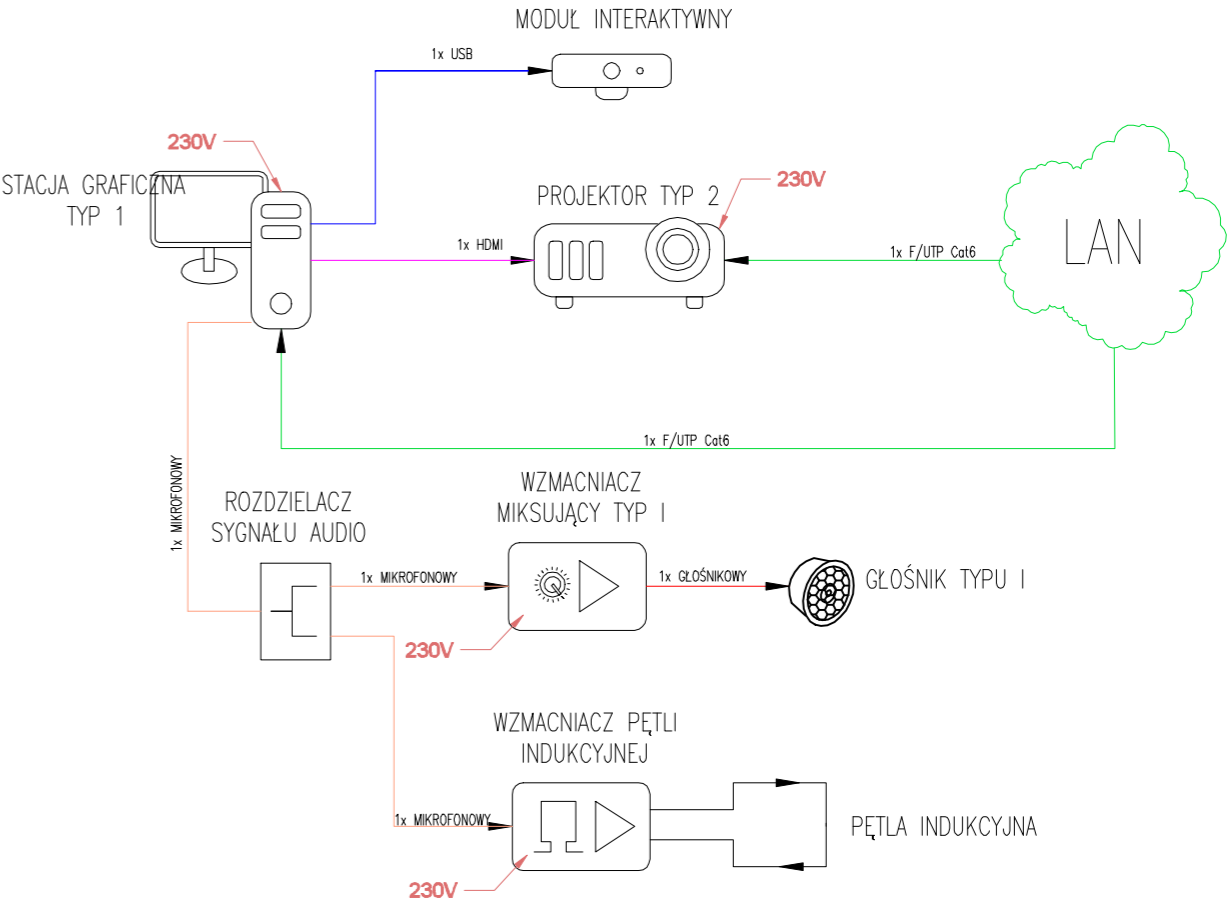 MODUŁ INTERAKTYWNY
1x USB
230V
STACJA GRAFICZNA
TYP 1
PROJEKTOR TYP 2
230V
1x HDMI
1x F/UTP Cat6
LAN
1x F/UTP Cat6
1x MIKROFONOWY
ROZDZIELACZ
SYGNAŁU AUDIO
WZMACNIACZ
MIKSUJĄCY TYP I
1x MIKROFONOWY
1x GŁOŚNIKOWY
GŁOŚNIK TYPU I
230V
WZMACNIACZ PĘTLI
INDUKCYJNEJ
1x MIKROFONOWY
PĘTLA INDUKCYJNA
230V